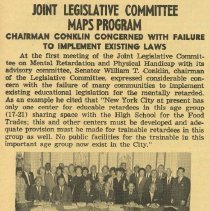 JOINT LEGISLATIVE COMMITTEE
MAPS PROGRAM
CHAIRMAN CONKLIN CONCERNED WITH FAILURE
TO IMPLEMENT EXISTING LAWS
At the first meeting of the Joint Legislative Commit-
tee on Mental Retardation and Physical Handicap with its
advisory committee, Senator William T. Conklin, chairman
of the Legislative Committee, expressed considerable con-
cern with the failure of many communities to implement
existing educational legislation for the mentally retarded.
As an example he cited that "New York City at present has
only one center for educable retardees in this age group
(17-21) sharing space with the High School for the Food
Trades; this and other centers must be developed and ade-
quate provision must be made for trainable retardees in this
group as well. No public facilities for the trainable in this
important age group now exist in the City."